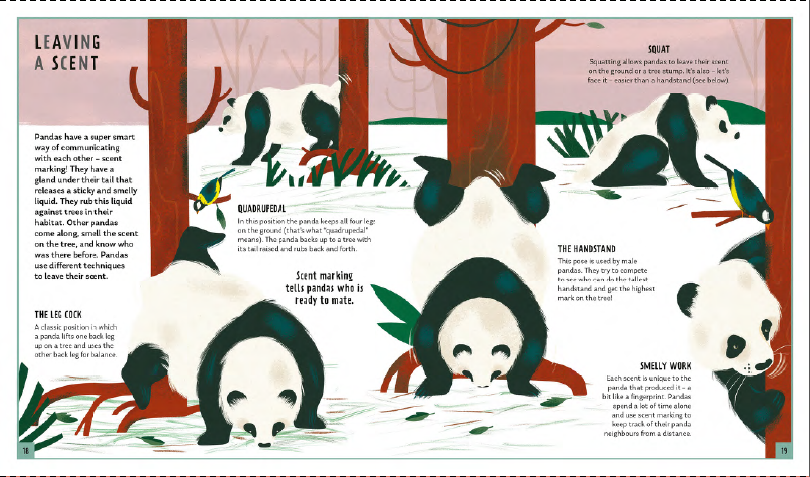 LEAVING
A SCENT
Pandas have a super smart
way of communicating
with each other – scent
marking! They have a
gland under their tail that
releases a sticky and smelly
liquid. They rub this liquid
against trees in their
habitat. Other pandas
come along, smell the scent
on the tree, and know who
was there before. Pandas
use different techniques
to leave their scent.
THE LEG COCK
A classic position in which
a panda lifts one back leg
up on a tree and uses the
other back leg for balance.
QUADRUPEDAL
In this position the panda keeps all four legs
on the ground (that's what "quadrupedal"
means). The panda backs up to a tree with
its tail raised and rubs back and forth.
Scent marking
tells pandas who is
ready to mate.
SQUAT
Squatting allows pandas to leave their scent
on the ground or a tree stump. It's also – let's
face it – easier than a handstand (see below).
THE HANDSTAND
This pose is used by male
pandas. They try to compete
to see who can do the tallest
handstand and get the highest
mark on the tree!
SMELLY WORK
Each scent is unique to the
panda that produced it – a
bit like a fingerprint. Pandas
spend a lot of time alone
and use scent marking to
keep track of their panda
neighbours from a distance.
18
19